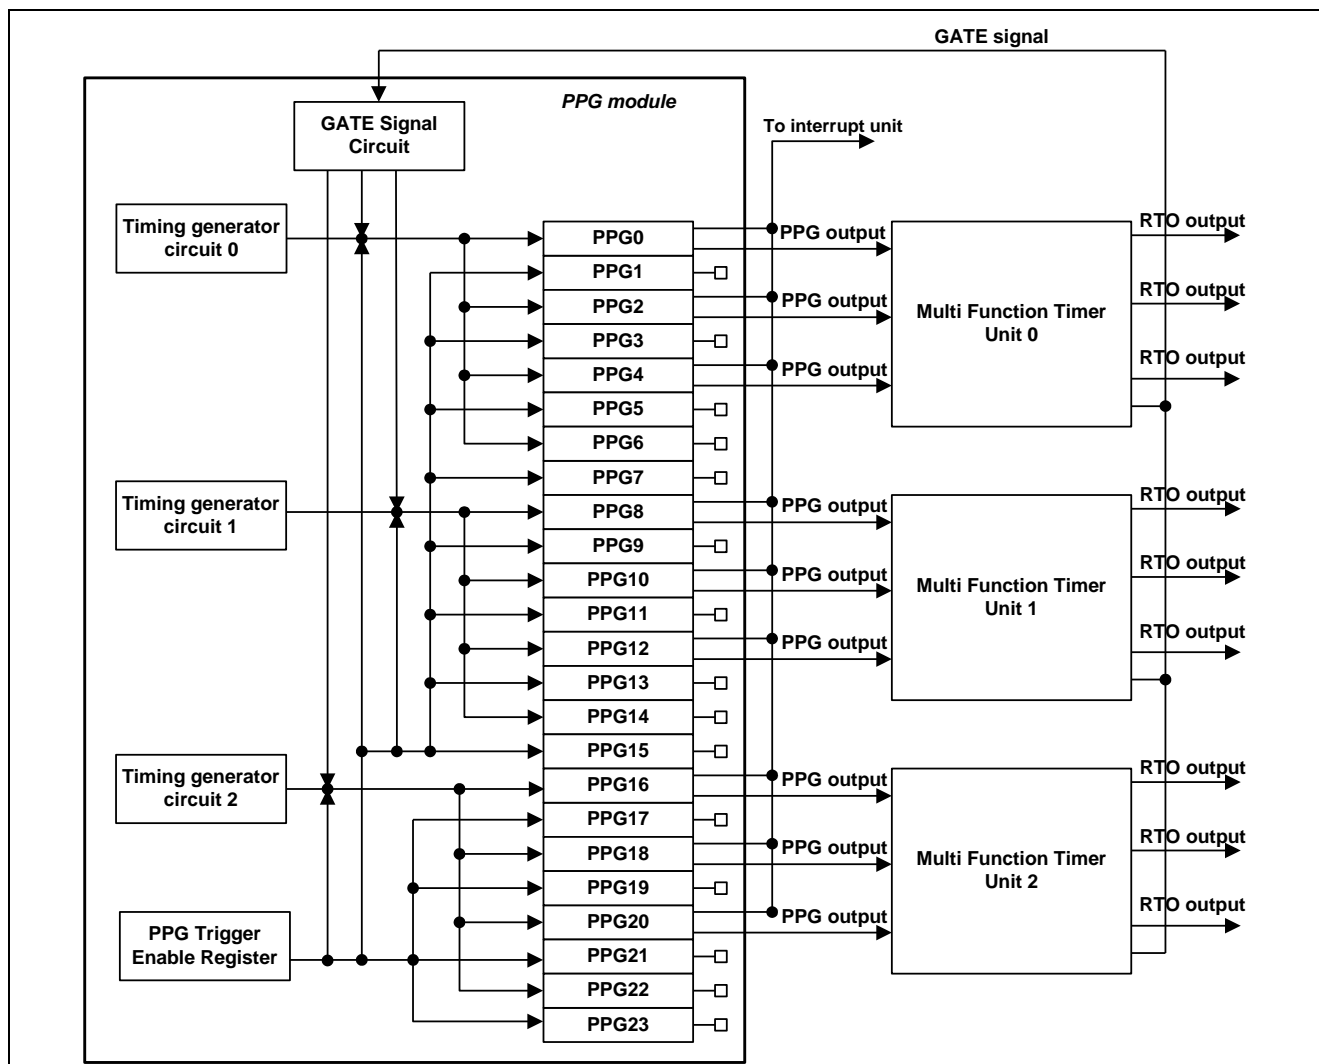 GATE signal
PPG module
GATE Signal
Circuit
To interrupt unit
Timing generator
circuit 0
Timing generator
circuit 1
Timing generator
circuit 2
PPG Trigger
Enable Register
PPG0
PPG1
PPG2
PPG3
PPG4
PPG5
PPG6
PPG7
PPG8
PPG9
PPG10
PPG11
PPG12
PPG13
PPG14
PPG15
PPG16
PPG17
PPG18
PPG19
PPG20
PPG21
PPG22
PPG23
PPG output
PPG output
PPG output
PPG output
PPG output
PPG output
PPG output
PPG output
PPG output
Multi Function Timer
Unit 0
Multi Function Timer
Unit 1
Multi Function Timer
Unit 2
RTO output
RTO output
RTO output
RTO output
RTO output
RTO output
RTO output
RTO output
RTO output